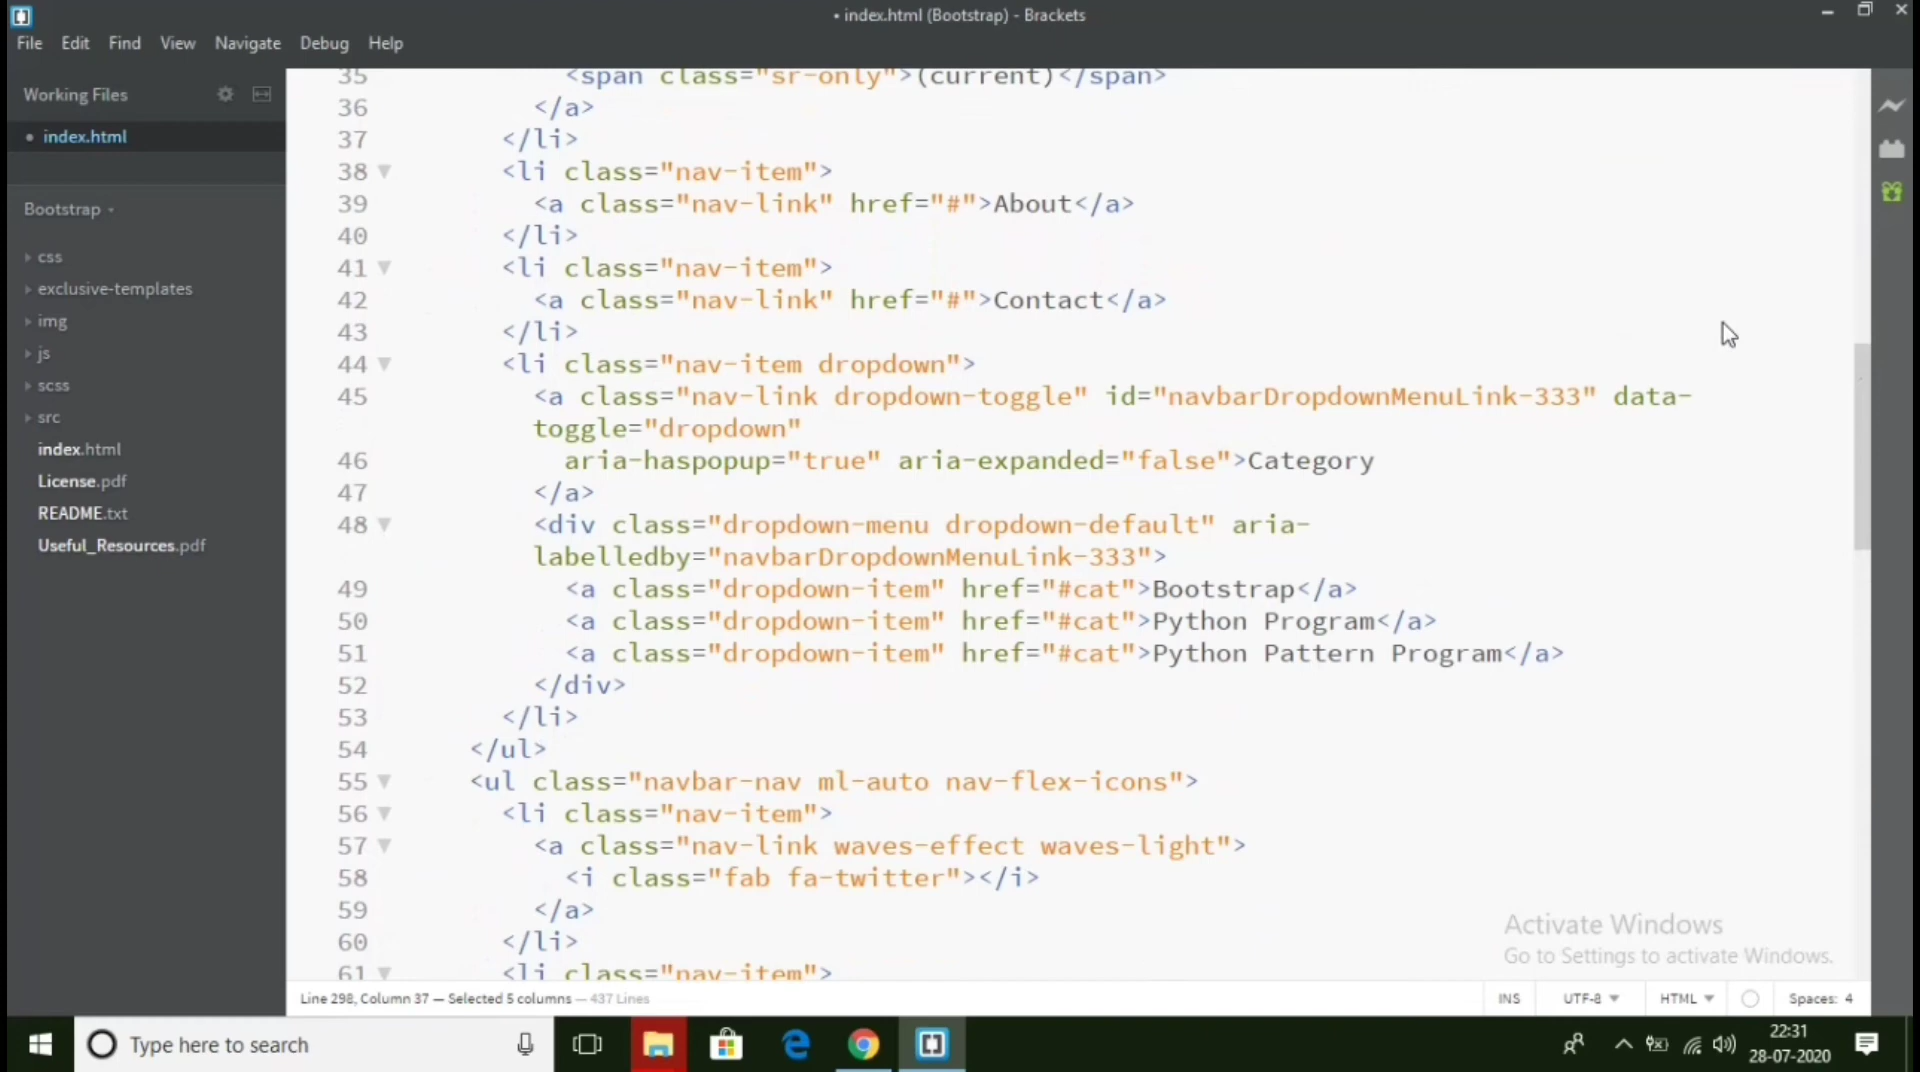 • index.html (Bootstrap) - Brackets
File Edit Find View Navigate Debug Help
Working Files
• index.html
Bootstrap
css
exclusive-templates
img
js
scss
src
index.html
License.pdf
README.txt
Useful_Resources.pdf
35 <span class="sr-only">(current)</span>
36 </a>
37 </li>
38 <li class="nav-item">
39 <a class="nav-link" href="#">About</a>
40 </li>
41 <li class="nav-item">
42 <a class="nav-link" href="#">Contact</a>
43 </li>
44 <li class="nav-item dropdown">
45 <a class="nav-link dropdown-toggle" id="navbarDropdownMenuLink-333" data-
toggle="dropdown"
46 aria-haspopup="true" aria-expanded="false">Category
47 </a>
48 <div class="dropdown-menu dropdown-default" aria-
labelledby="navbarDropdownMenuLink-333">
49 <a class="dropdown-item" href="#cat">Bootstrap</a>
50 <a class="dropdown-item" href="#cat">Python Program</a>
51 <a class="dropdown-item" href="#cat">Python Pattern Program</a>
52 </div>
53 </li>
54 </ul>
55 <ul class="navbar-nav ml-auto nav-flex-icons">
56 <li class="nav-item">
57 <a class="nav-link waves-effect waves-light">
58 <i class="fab fa-twitter"></i>
59 </a>
60 </li>
61 <li class="nav-item">
Activate Windows
Go to Settings to activate Windows.
Line 298, Column 37 — Selected 5 columns — 437 Lines
INS UTF-8 HTML Spaces: 4
Type here to search
22:31
28-07-2020